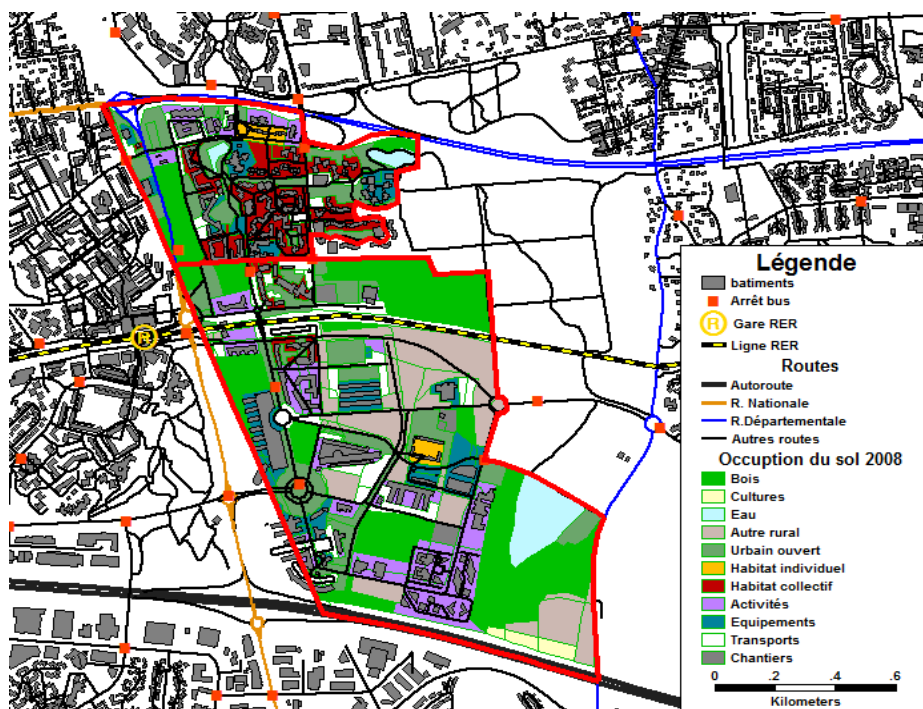 Légende
batiments
Arrêt bus
R Gare RER
Ligne RER
Routes
Autoroute
R. Nationale
R.Départementale
Autres routes
Occuption du sol 2008
Bois
Cultures
Eau
Autre rural
Urbain ouvert
Habitat individuel
Habitat collectif
Activités
Equipements
Transports
Chantiers
0 .2 .4 .6
Kilometers
R